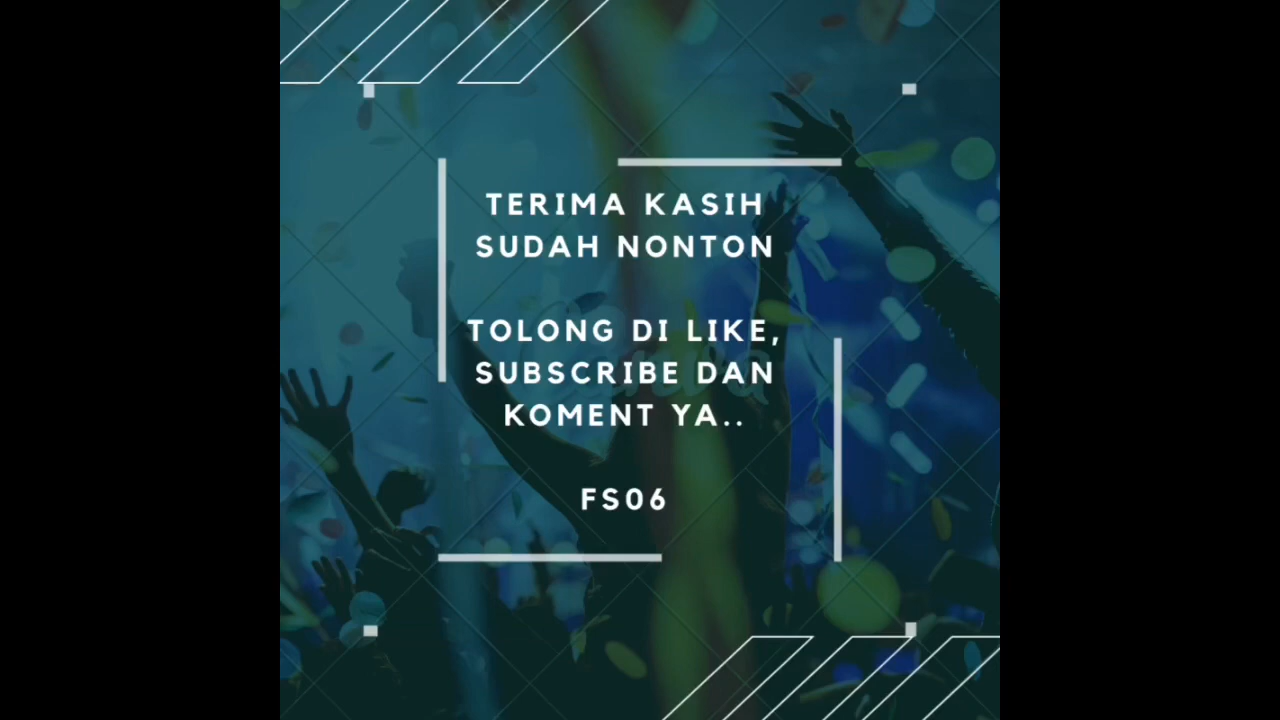 TERIMA KASIH
SUDAH NONTON
TOLONG DI LIKE,
SUBSCRIBE DAN
KOMENT YA..
FS06